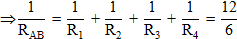 ⇒ 1/R_AB = 1/R_1 + 1/R_2 + 1/R_3 + 1/R_4 = 12/6